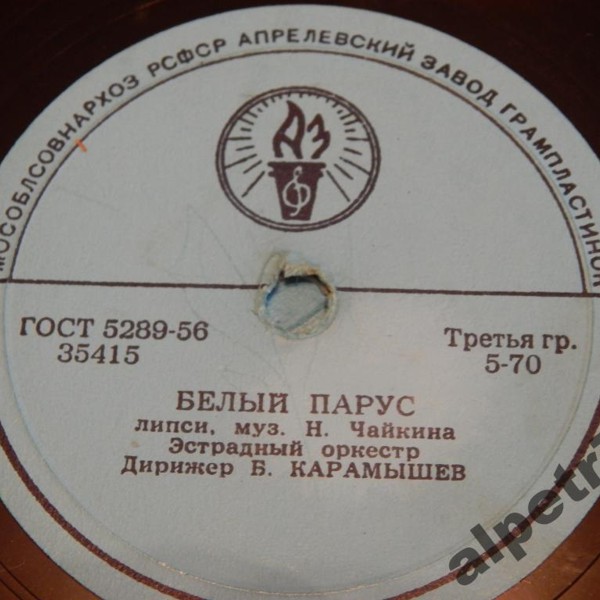 МОСОБЛСОВНАРХОЗ РСФСР АПРЕЛЕВСКИЙ ЗАВОД ГРАМПЛАСТИНОК
АЗ
ГОСТ 5289-56
35415
Третья гр.
5-70
БЕЛЫЙ ПАРУС
липси, муз. Н. Чайкина
Эстрадный оркестр
Дирижер Б. КАРАМЫШЕВ